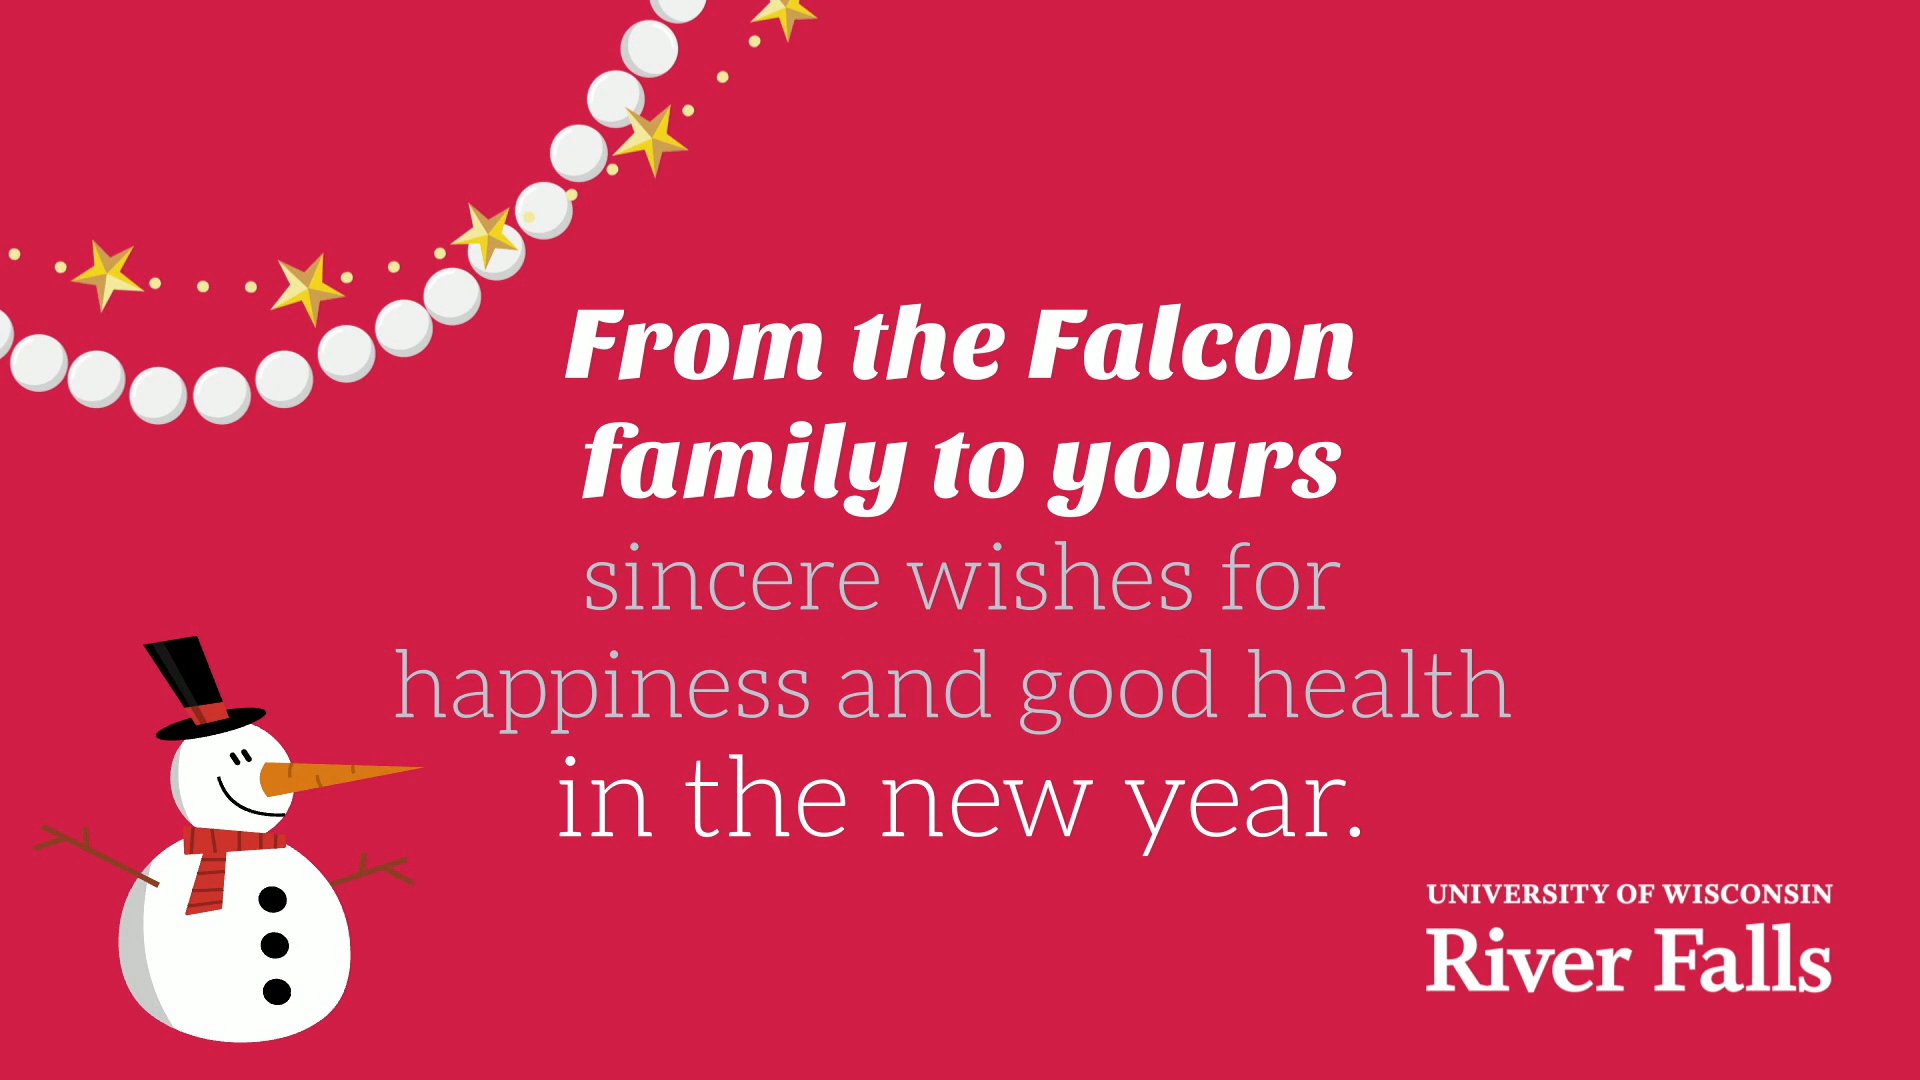 From the Falcon
family to yours
sincere wishes for
happiness and good health
in the new year.
UNIVERSITY OF WISCONSIN
River Falls